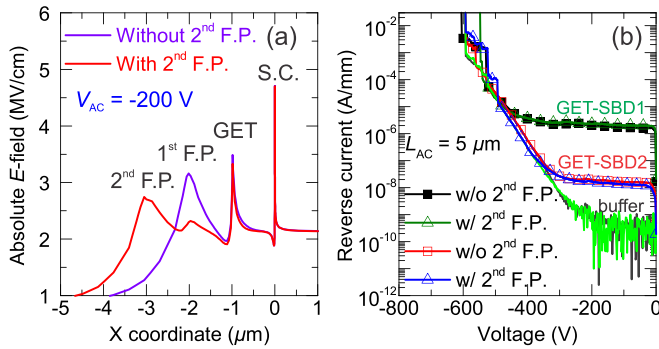 Without 2nd F.P.
With 2nd F.P.
(a)
VAC = -200 V
S.C.
GET
1st F.P.
2nd F.P.
Absolute E-field (MV/cm)
6
5
4
3
2
1
-5 -4 -3 -2 -1 0 1
X coordinate (μm)
(b)
GET-SBD1
LAC = 5 μm
GET-SBD2
w/o 2nd F.P.
w/ 2nd F.P.
w/o 2nd F.P.
w/ 2nd F.P.
buffer
Reverse current (A/mm)
10-2
10-4
10-6
10-8
10-10
10-12
-800 -600 -400 -200 0
Voltage (V)